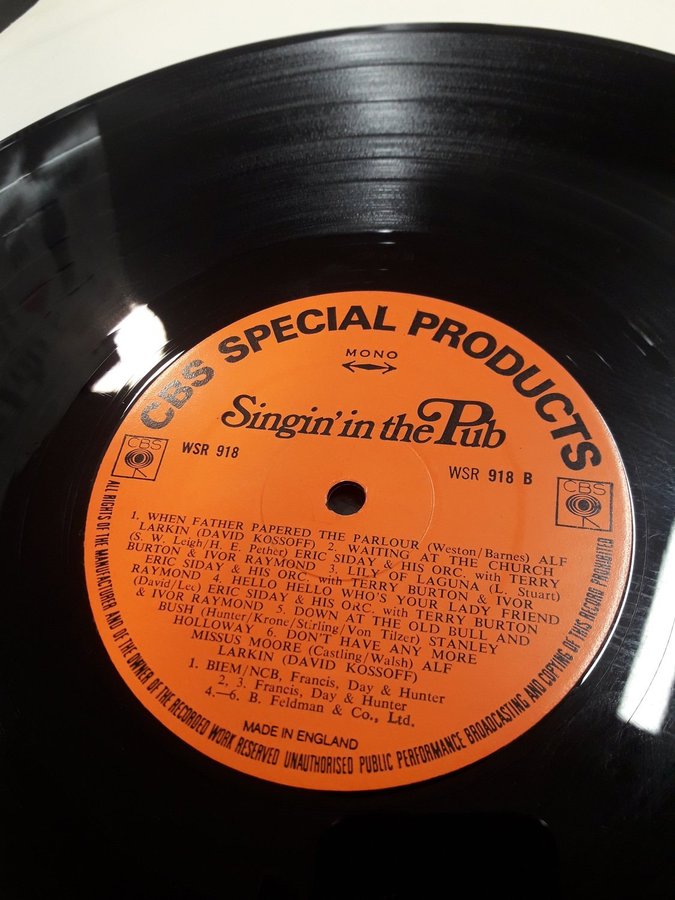 CBS SPECIAL PRODUCTS
MONO
Singin' in the Pub
CBS
WSR 918
WSR 918 B
CBS
1. WHEN FATHER PAPERED THE PARLOUR (Weston/Barnes) ALF
LARKIN (DAVID KOSSOFF) 2. WAITING AT THE CHURCH
(S. W. Leigh/H. E. Pether) ERIC SIDAY & HIS ORC. with TERRY
BURTON & IVOR RAYMOND 3. LILY OF LAGUNA (L. Stuart)
ERIC SIDAY & HIS ORC. with TERRY BURTON & IVOR
RAYMOND 4. HELLO HELLO WHO'S YOUR LADY FRIEND
(David/Lee) ERIC SIDAY & HIS ORC. with TERRY BURTON
& IVOR RAYMOND 5. DOWN AT THE OLD BULL AND
BUSH (Hunter/Krone/Stirling/Von Tilzer) STANLEY
HOLLOWAY 6. DON'T HAVE ANY MORE
MISSUS MOORE (Castling/Walsh) ALF
LARKIN (DAVID KOSSOFF)
1. BIEM/NCB, Francis, Day & Hunter
2. 3. Francis, Day & Hunter
4.—6. B. Feldman & Co., Ltd.
MADE IN ENGLAND
ALL RIGHTS OF THE MANUFACTURER AND OF THE OWNER OF THE RECORDED WORK RESERVED UNAUTHORISED PUBLIC PERFORMANCE BROADCASTING AND COPYING OF THIS RECORD PROHIBITED